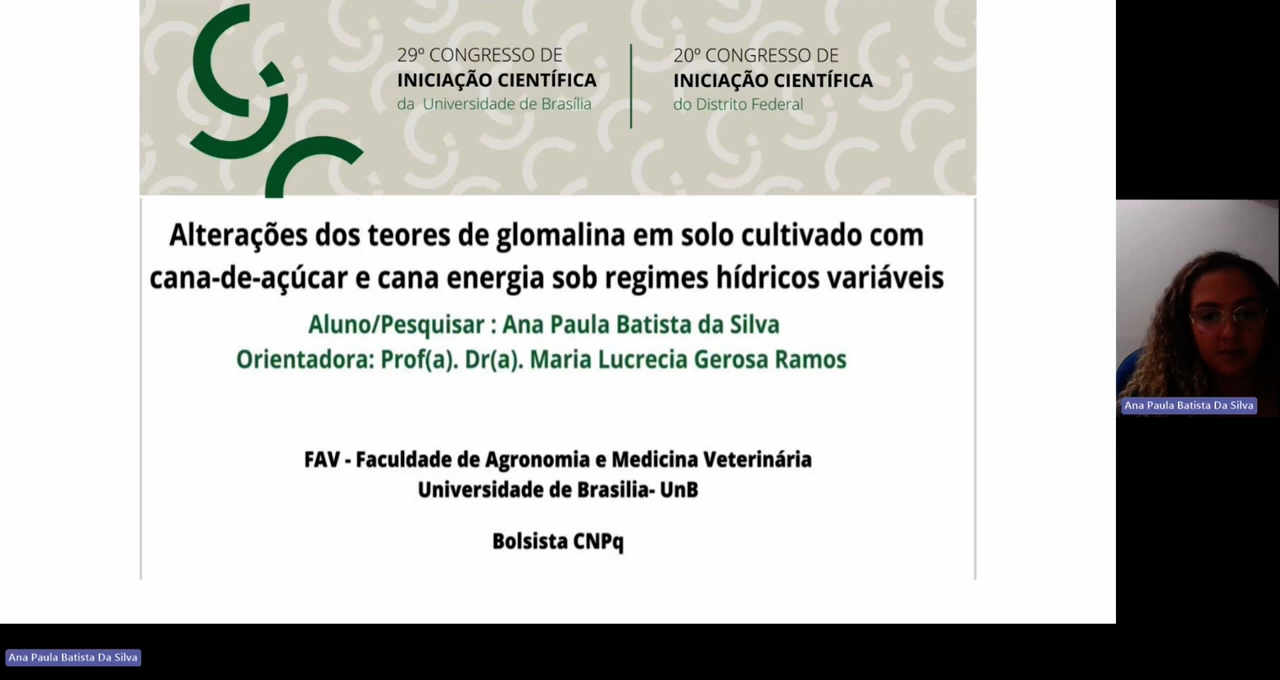 29º CONGRESSO DE
INICIAÇÃO CIENTÍFICA
da Universidade de Brasília
20º CONGRESSO DE
INICIAÇÃO CIENTÍFICA
do Distrito Federal
Alterações dos teores de glomalina em solo cultivado com
cana-de-açúcar e cana energia sob regimes hídricos variáveis
Aluno/Pesquisar : Ana Paula Batista da Silva
Orientadora: Prof(a). Dr(a). Maria Lucrecia Gerosa Ramos
FAV - Faculdade de Agronomia e Medicina Veterinária
Universidade de Brasilia- UnB
Bolsista CNPq
Ana Paula Batista Da Silva
Ana Paula Batista Da Silva